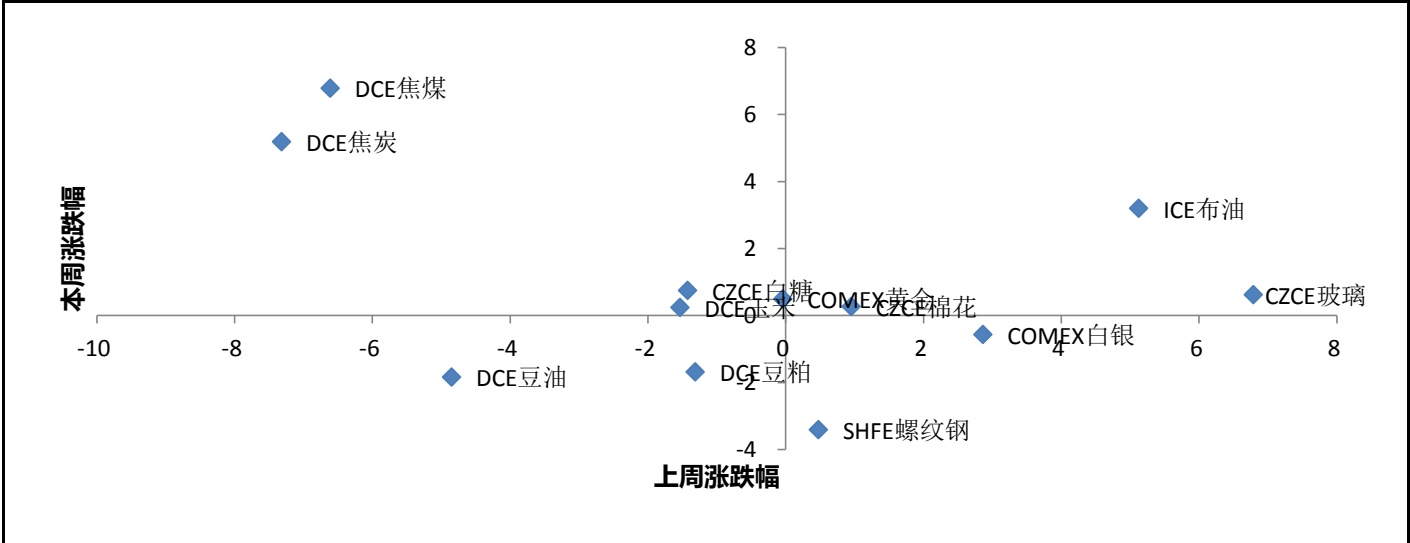 8
DCE焦煤
6
DCE焦炭
4
ICE布油
本周涨跌幅
2
CZCE白糖
COMEX黄金
CZCE玻璃
DCE玉米
CZCE棉花
0
COMEX白银
-10
-8
-6
-4
-2
0
2
4
6
8
DCE豆油
DCE豆粕
-2
SHFE螺纹钢
-4
上周涨跌幅